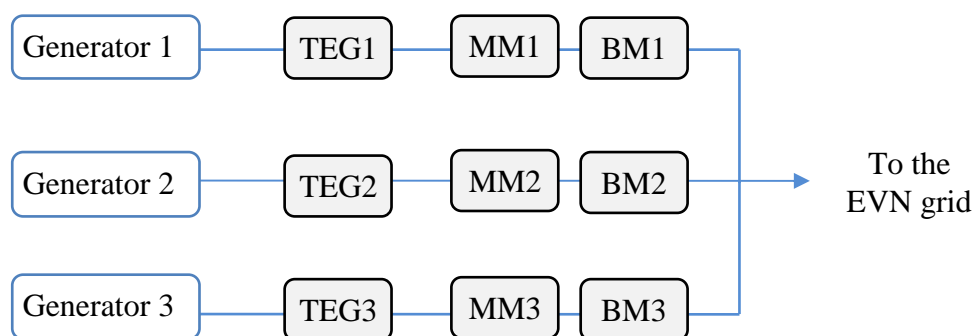 Generator 1
TEG1
MM1
BM1
Generator 2
TEG2
MM2
BM2
To the
EVN grid
Generator 3
TEG3
MM3
BM3